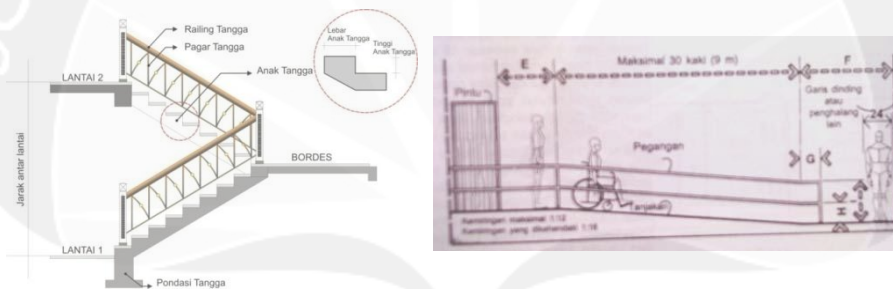 Railing Tangga
Pagar Tangga
Anak Tangga
LANTAI 2
Lebar
Anak Tangga
Tinggi
Anak Tangga
BORDES
Jarak antar lantai
LANTAI 1
Pondasi Tangga
E
Maksimal 30 kaki (9 m)
F
Pintu
Garis dinding
atau
penghalang
lain
24"
Pegangan
G
H
Tanjakan
Kemiringan maksimal 1:12
Kemiringan yang dikehendaki 1:16